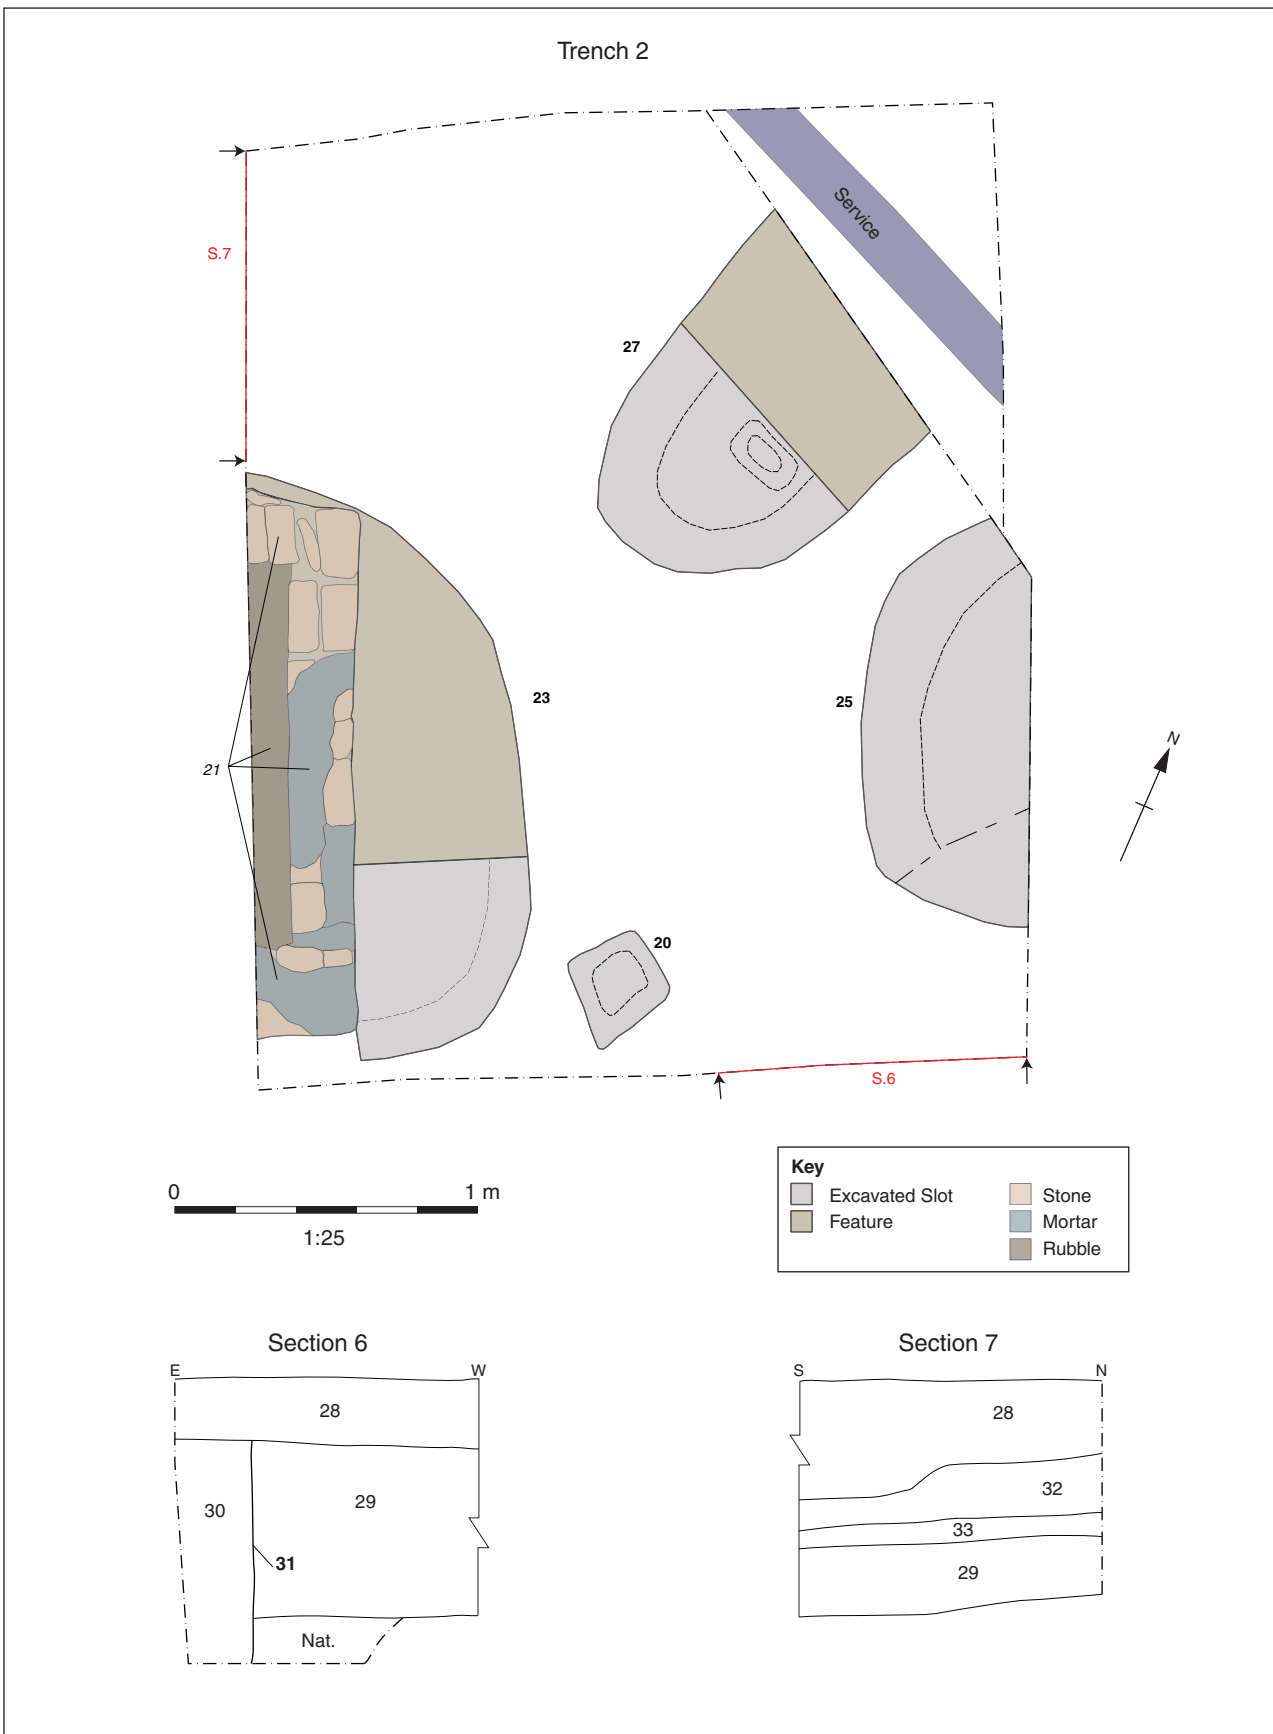 Trench 2
Service
S.7
27
23
25
21
20
N
S.6
0 1 m
1:25
Key
Excavated Slot
Feature
Stone
Mortar
Rubble
Section 6
E W
28
30
29
31
Nat.
Section 7
S N
28
32
33
29